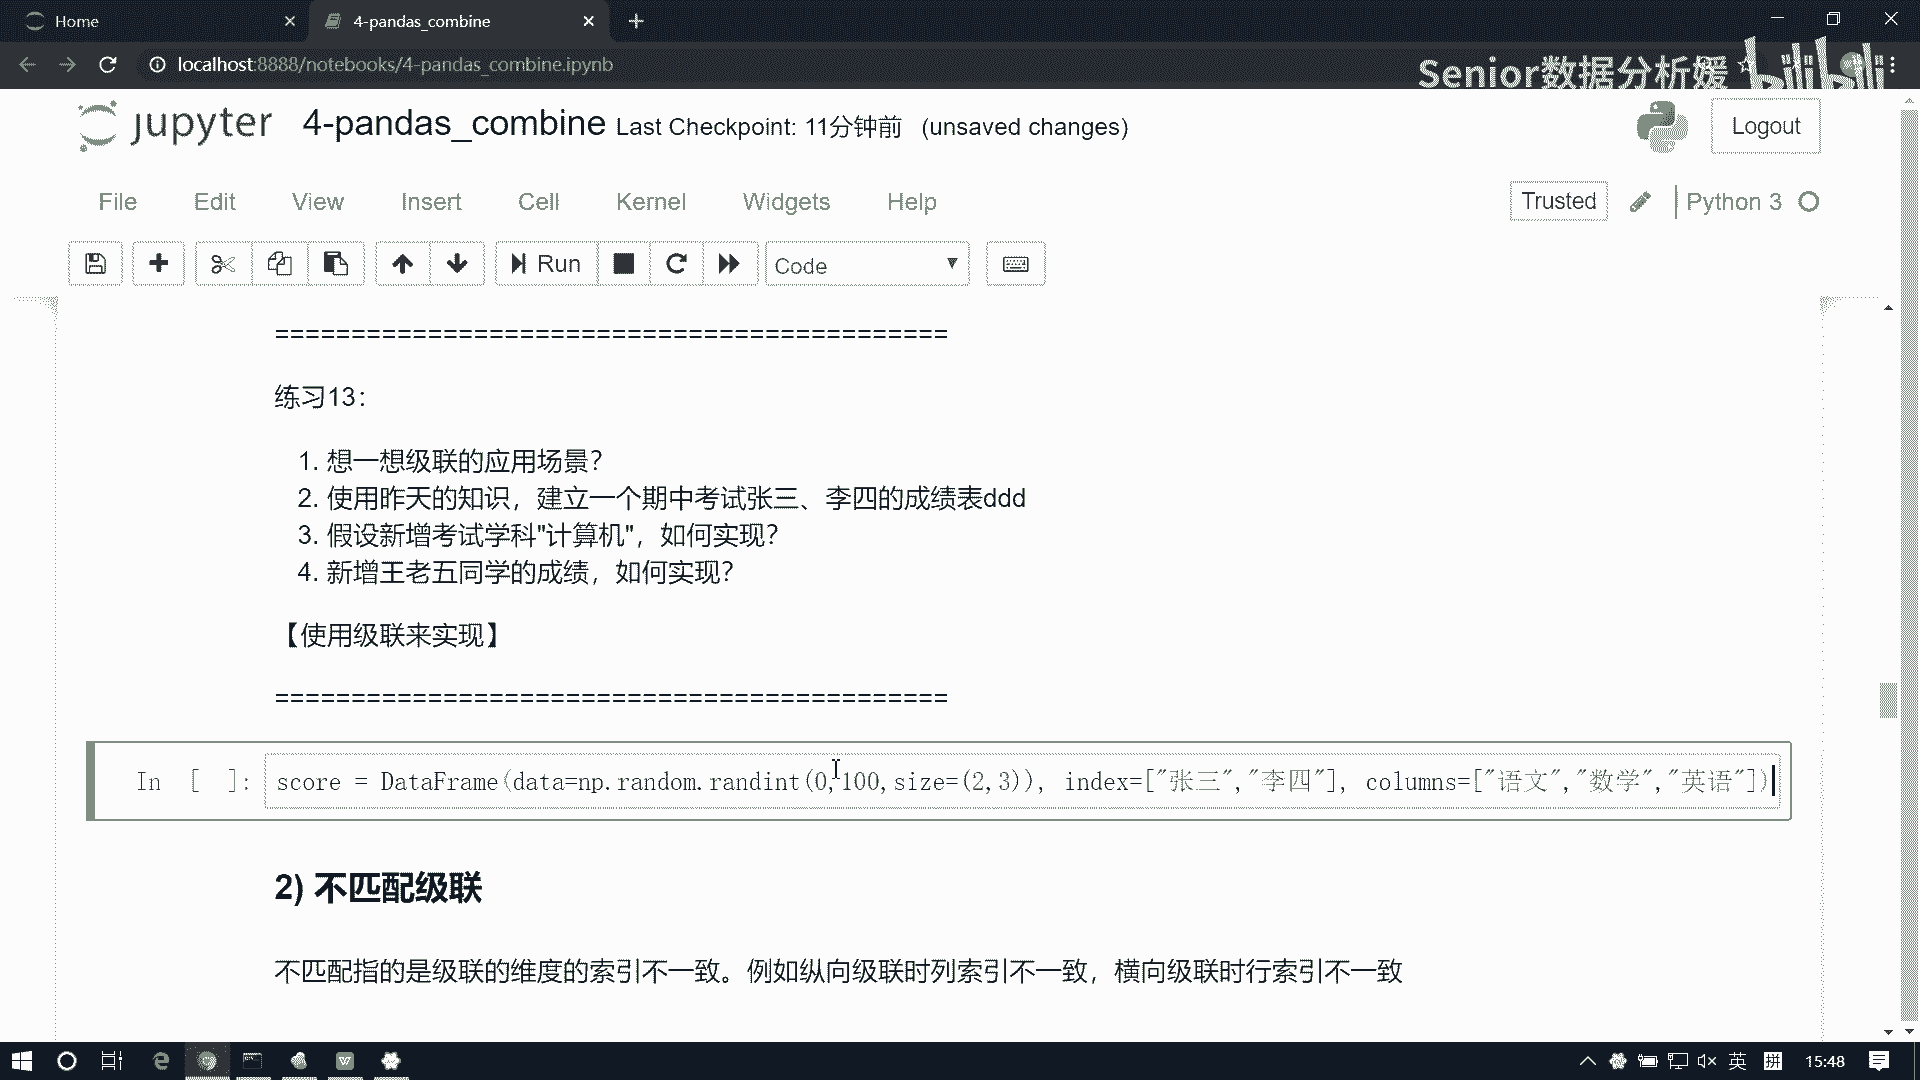 Home
4-pandas_combine
localhost:8888/notebooks/4-pandas_combine.ipynb
Senior数据分析媛 bilibili
jupyter 4-pandas_combine Last Checkpoint: 11分钟前 (unsaved changes)
Logout
File Edit View Insert Cell Kernel Widgets Help
Trusted Python 3
Run Code
============================================
练习13：
1. 想一想级联的应用场景？
2. 使用昨天的知识，建立一个期中考试张三、李四的成绩表ddd
3. 假设新增考试学科"计算机"，如何实现？
4. 新增王老五同学的成绩，如何实现？
【使用级联来实现】
============================================
In [ ]: score = DataFrame(data=np.random.randint(0,100,size=(2,3)), index=["张三","李四"], columns=["语文","数学","英语"])
2) 不匹配级联
不匹配指的是级联的维度的索引不一致。例如纵向级联时列索引不一致，横向级联时行索引不一致
英 拼 15:48